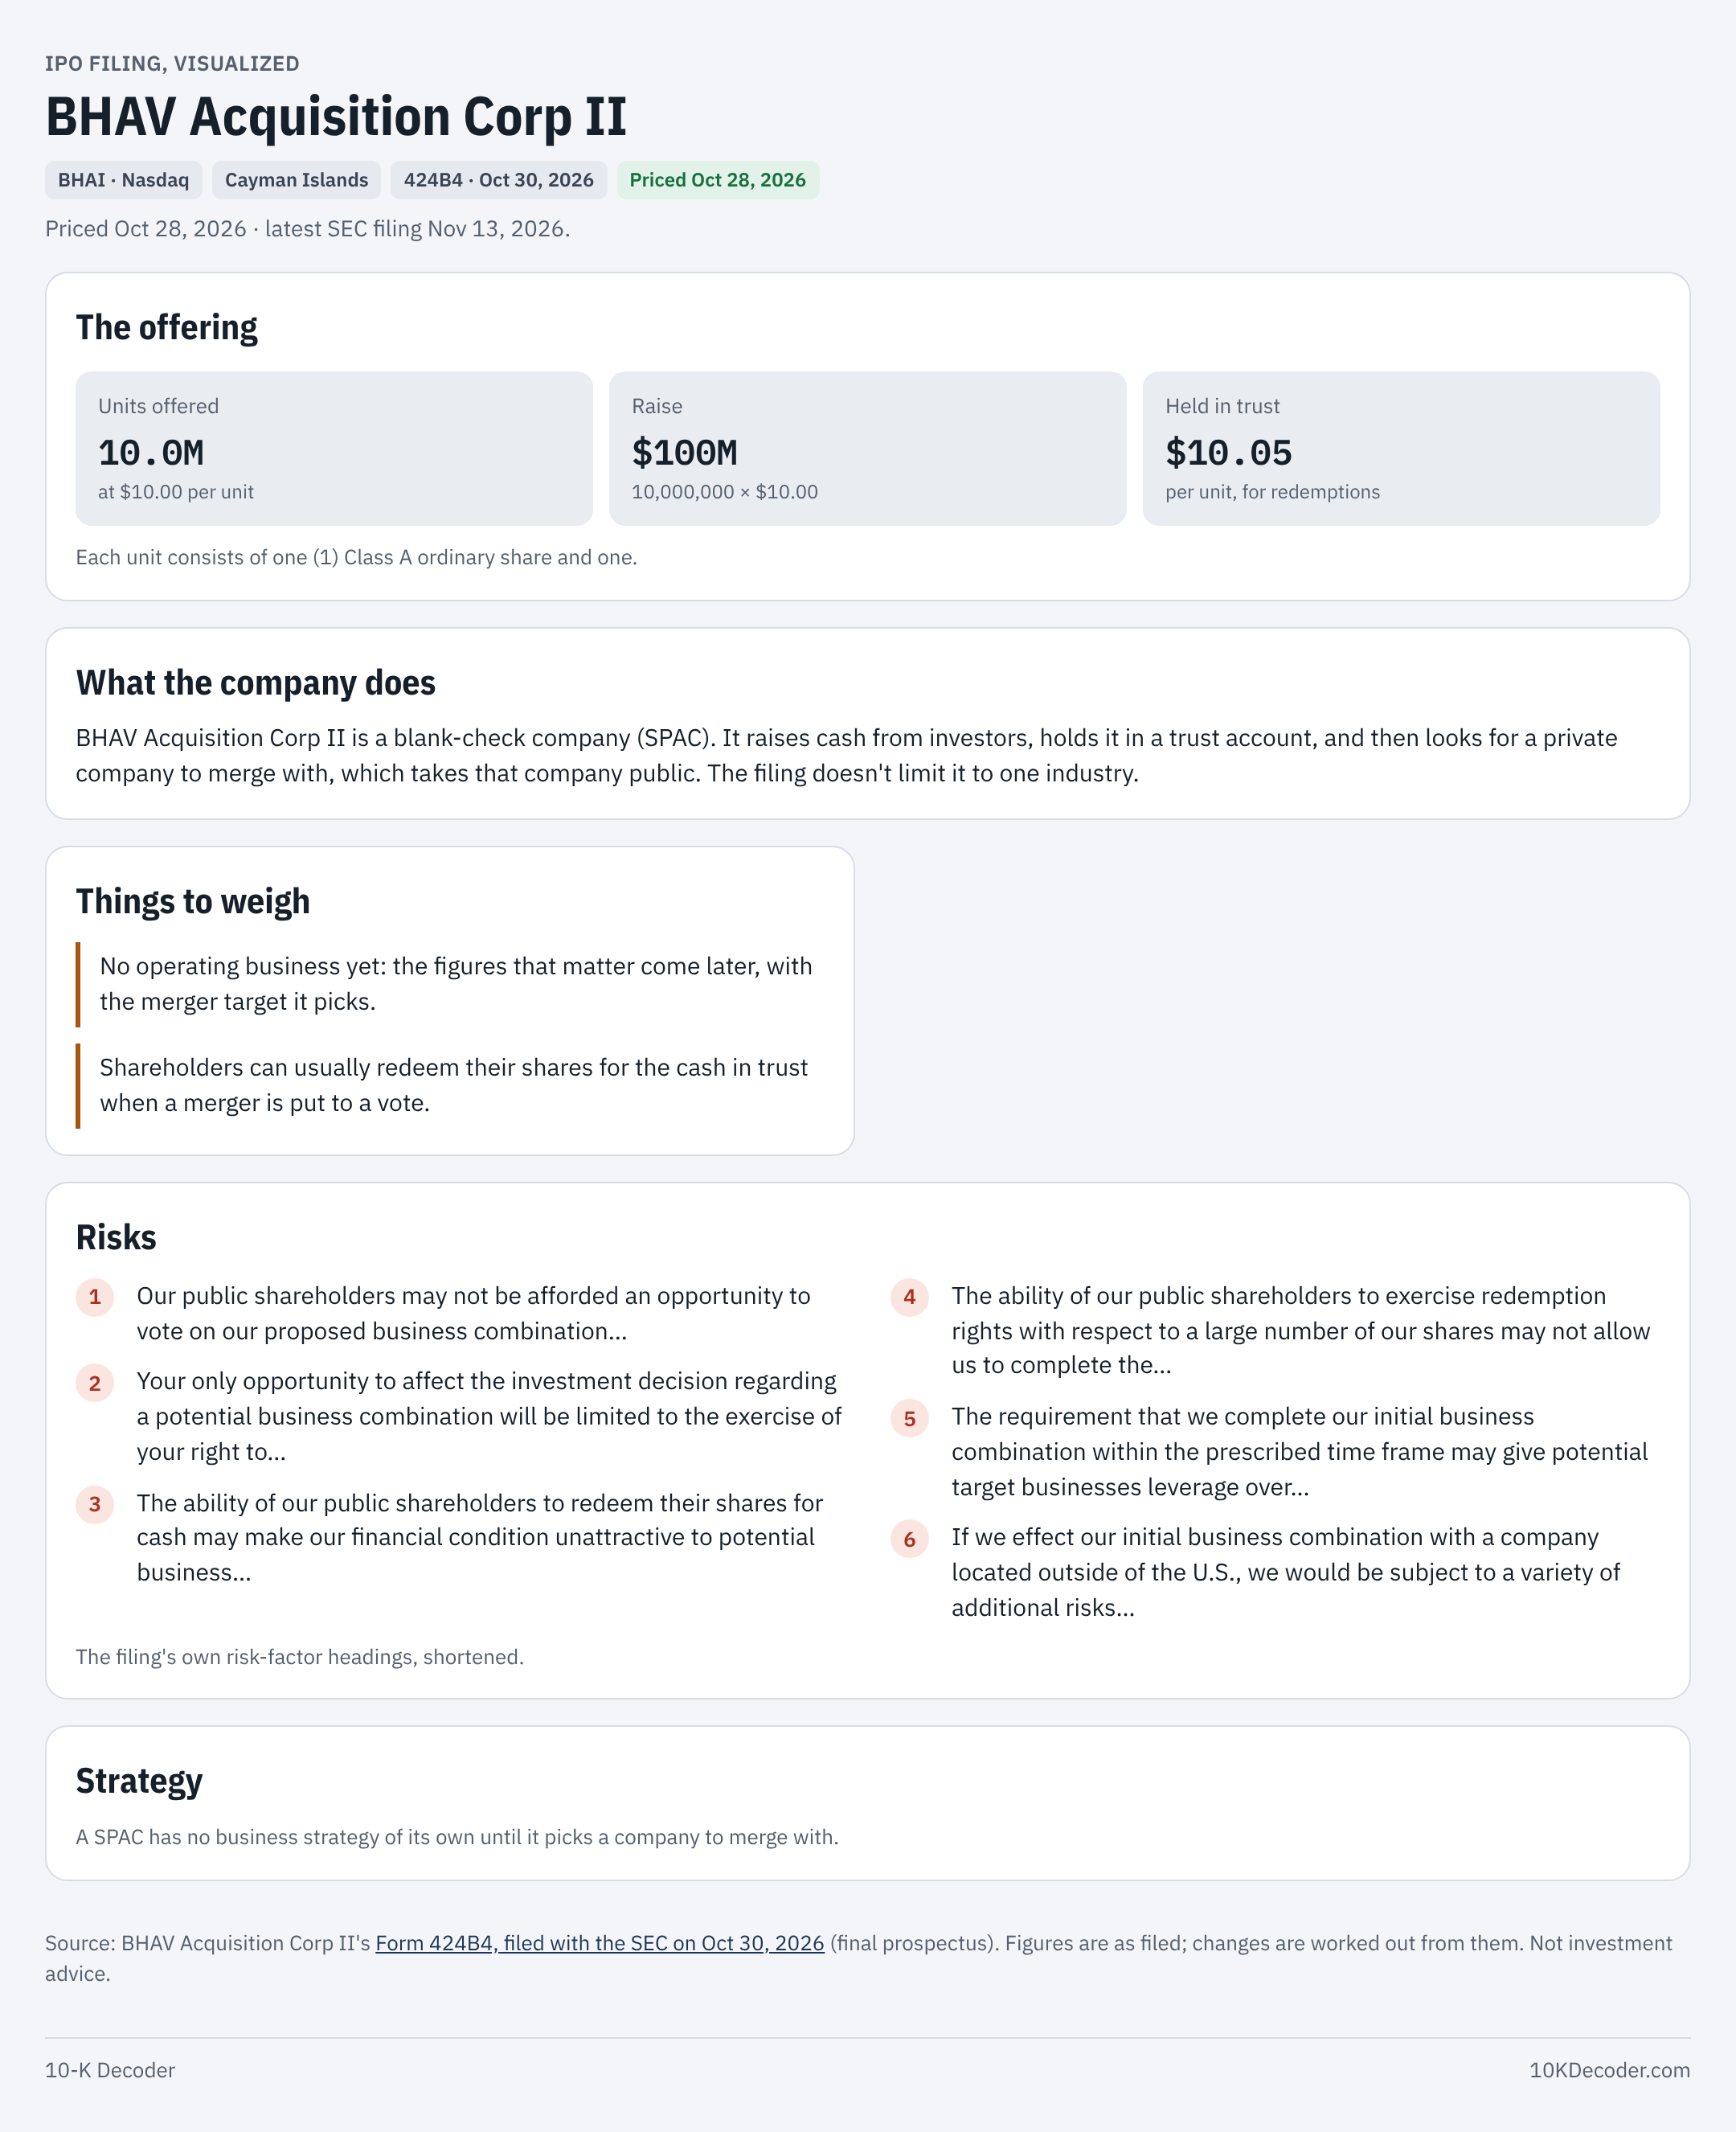 IPO FILING, VISUALIZED
BHAV Acquisition Corp II
BHAI · Nasdaq
Cayman Islands
424B4 · Oct 30, 2026
Priced Oct 28, 2026
Priced Oct 28, 2026 · latest SEC filing Nov 13, 2026.
The offering
Units offered
10.0M
at $10.00 per unit
Raise
$100M
10,000,000 × $10.00
Held in trust
$10.05
per unit, for redemptions
Each unit consists of one (1) Class A ordinary share and one.
What the company does
BHAV Acquisition Corp II is a blank-check company (SPAC). It raises cash from investors, holds it in a trust account, and then looks for a private
company to merge with, which takes that company public. The filing doesn't limit it to one industry.
Things to weigh
No operating business yet: the figures that matter come later, with
the merger target it picks.
Shareholders can usually redeem their shares for the cash in trust
when a merger is put to a vote.
Risks
1
Our public shareholders may not be afforded an opportunity to
vote on our proposed business combination…
2
Your only opportunity to affect the investment decision regarding
a potential business combination will be limited to the exercise of
your right to…
3
The ability of our public shareholders to redeem their shares for
cash may make our financial condition unattractive to potential
business…
4
The ability of our public shareholders to exercise redemption
rights with respect to a large number of our shares may not allow
us to complete the…
5
The requirement that we complete our initial business
combination within the prescribed time frame may give potential
target businesses leverage over…
6
If we effect our initial business combination with a company
located outside of the U.S., we would be subject to a variety of
additional risks…
The filing's own risk-factor headings, shortened.
Strategy
A SPAC has no business strategy of its own until it picks a company to merge with.
Source: BHAV Acquisition Corp II's Form 424B4, filed with the SEC on Oct 30, 2026 (final prospectus). Figures are as filed; changes are worked out from them. Not investment
advice.
10-K Decoder
10KDecoder.com